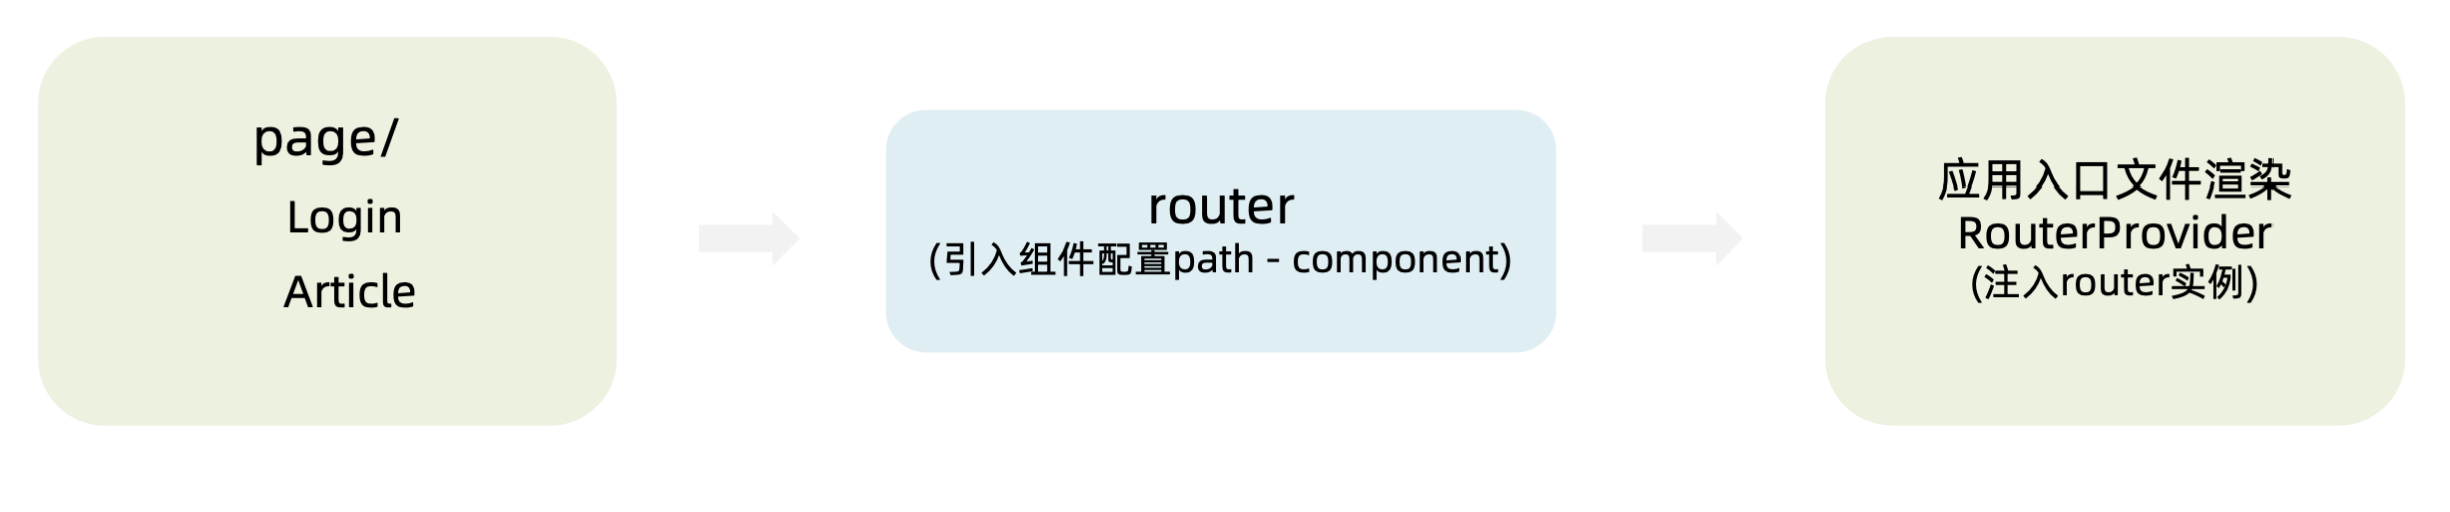 page/
Login
Article
router
(引入组件配置path - component)
应用入口文件渲染
RouterProvider
(注入router实例)